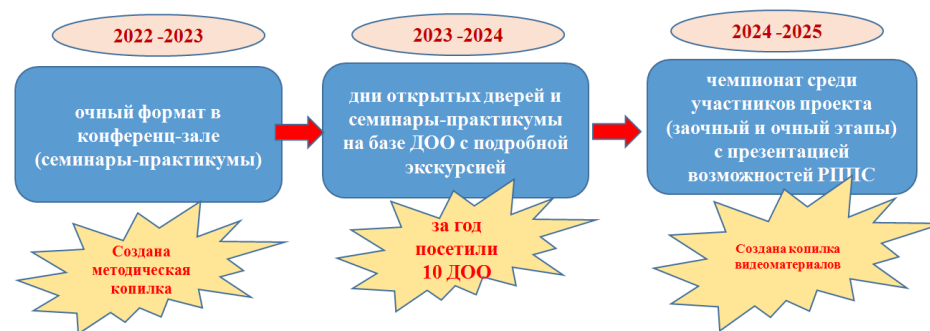 2022 -2023
очный формат в
конференц-зале
(семинары-практикумы)
Создана
методическая
копилка
2023 -2024
дни открытых дверей и
семинары-практикумы
на базе ДОО с подробной
экскурсией
за год
посетили
10 ДОО
2024 -2025
чемпионат среди
участников проекта
(заочный и очный этапы)
с презентацией
возможностей РППС
Создана копилка
видеоматериалов